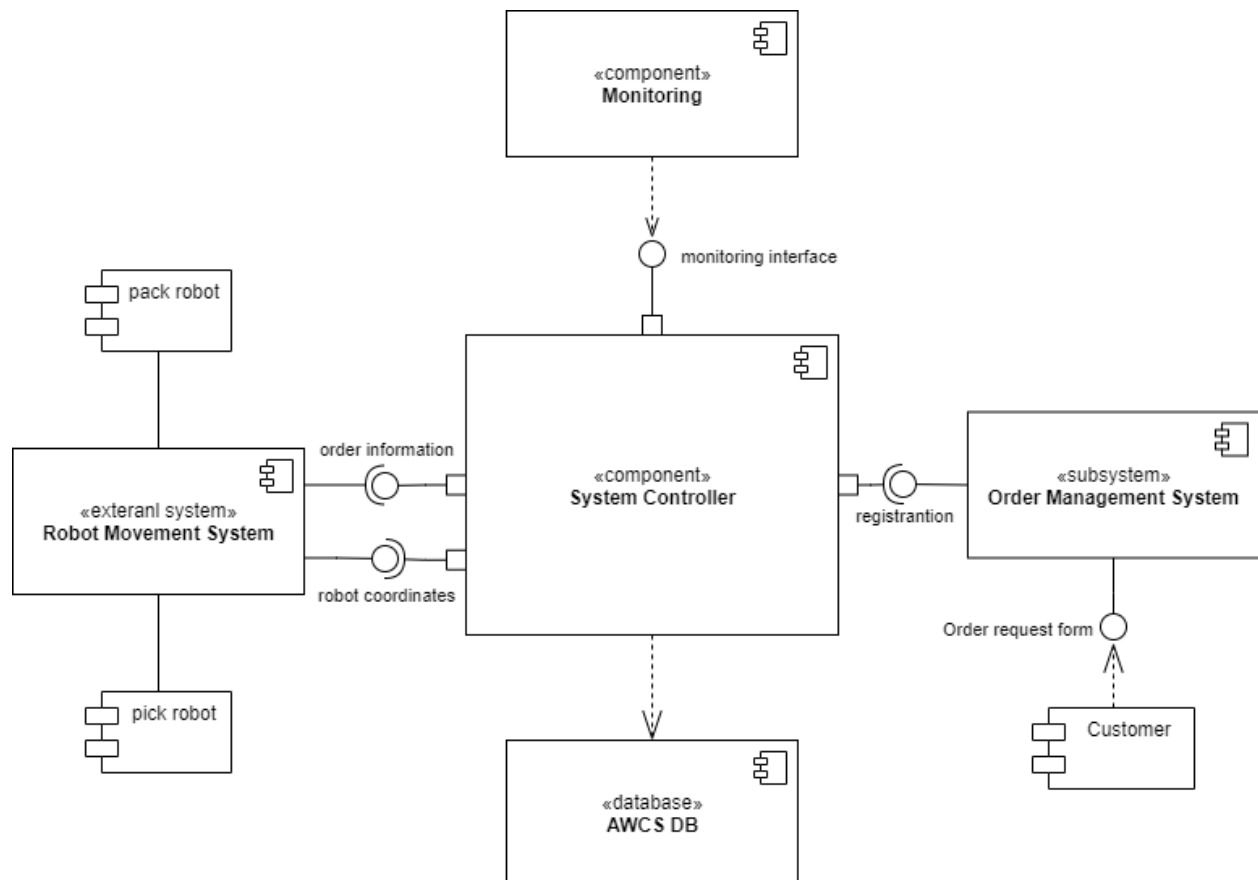 «component»
Monitoring
monitoring interface
pack robot
order information
«exteranl system»
Robot Movement System
robot coordinates
pick robot
«component»
System Controller
registrantion
«subsystem»
Order Management System
Order request form
Customer
«database»
AWCS DB